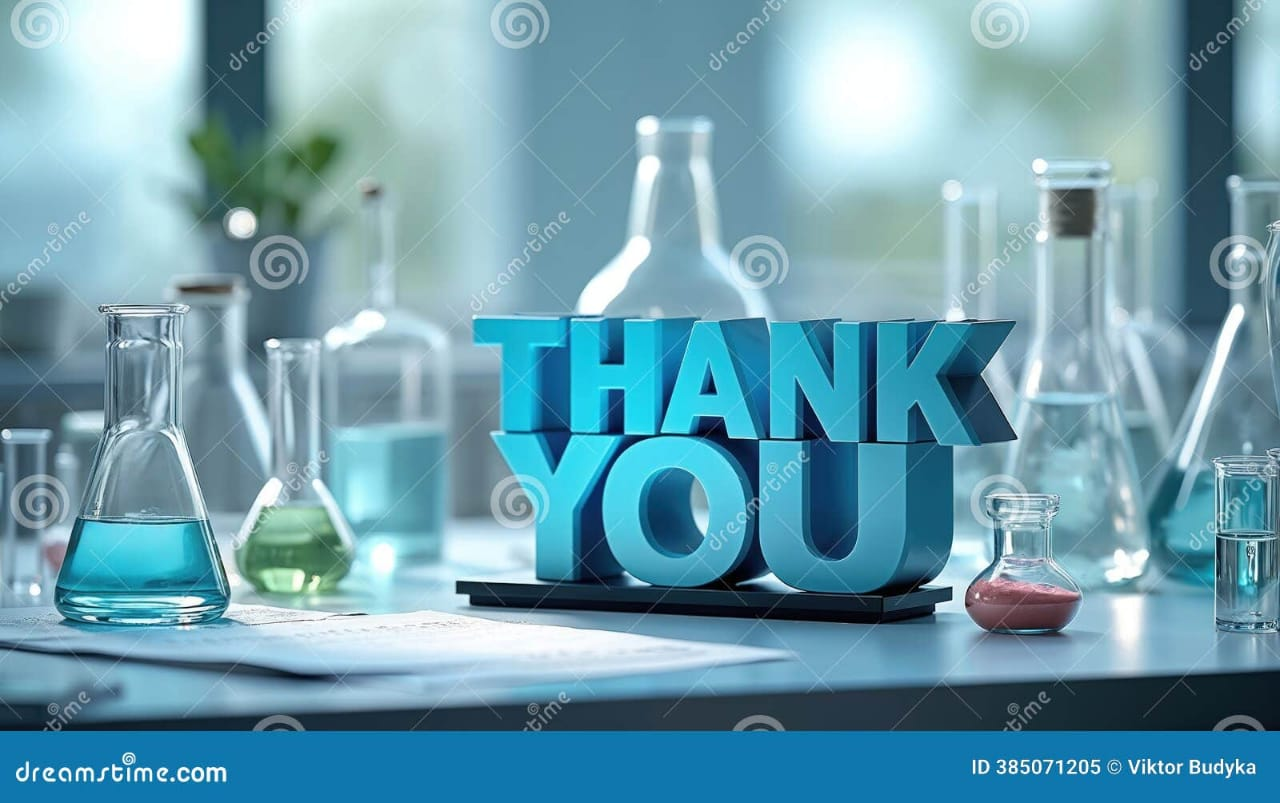 THANK
YOU
dreamstime.com
ID 385071205 © Viktor Budyka